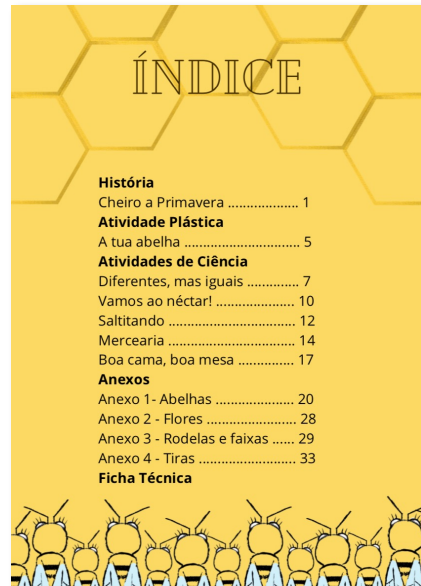 ÍNDICE
História
Cheiro a Primavera ................... 1
Atividade Plástica
A tua abelha ............................... 5
Atividades de Ciência
Diferentes, mas iguais .............. 7
Vamos ao néctar! ..................... 10
Saltitando .................................. 12
Mercearia .................................. 14
Boa cama, boa mesa ............... 17
Anexos
Anexo 1- Abelhas ..................... 20
Anexo 2 - Flores ........................ 28
Anexo 3 - Rodelas e faixas ...... 29
Anexo 4 - Tiras .......................... 33
Ficha Técnica